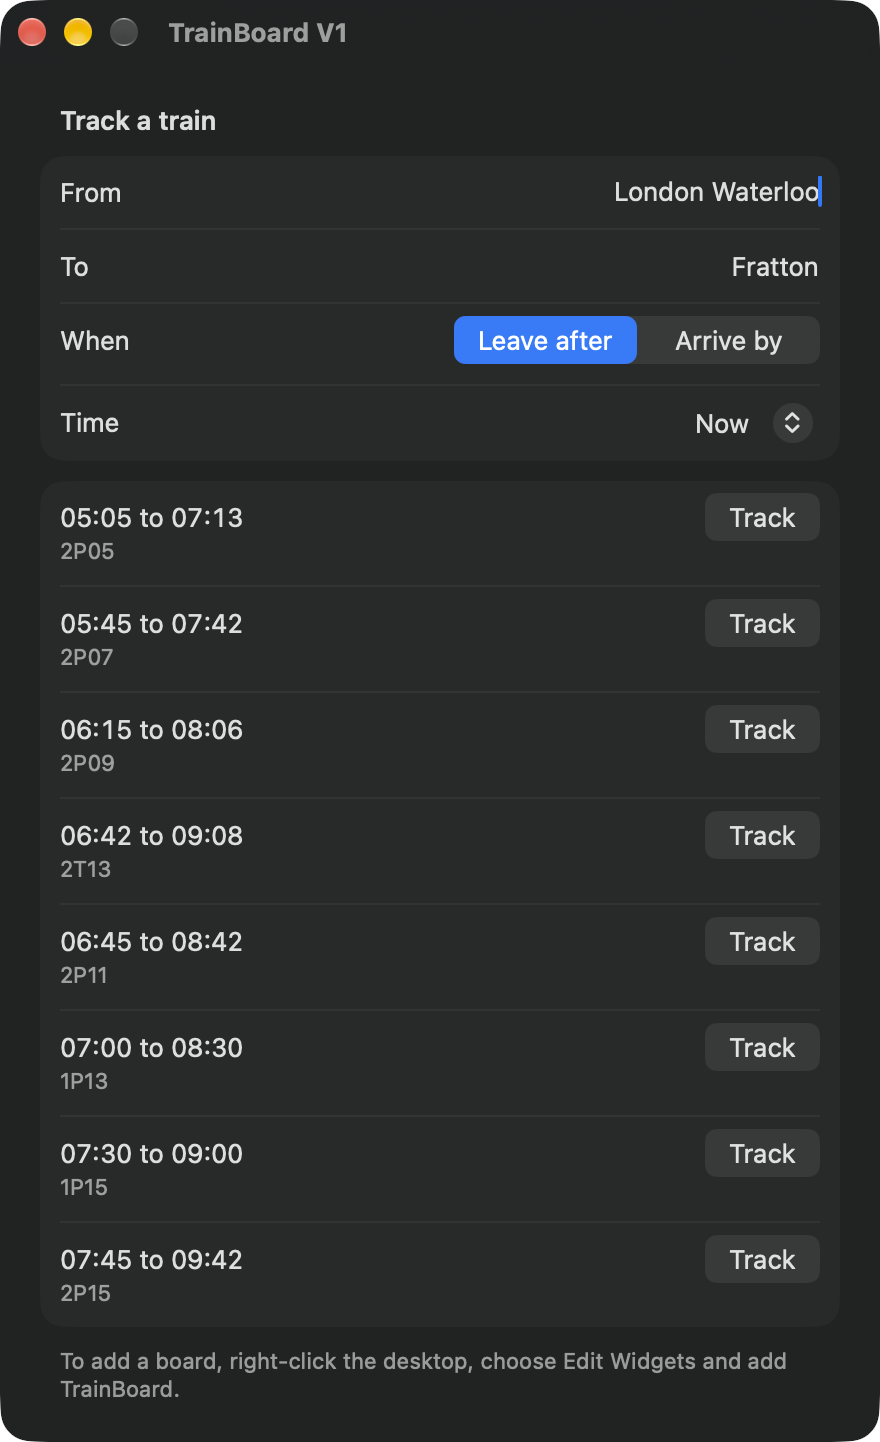 TrainBoard V1
Track a train
From London Waterloo
To Fratton
When Leave after Arrive by
Time Now
05:05 to 07:13 Track
2P05
05:45 to 07:42 Track
2P07
06:15 to 08:06 Track
2P09
06:42 to 09:08 Track
2T13
06:45 to 08:42 Track
2P11
07:00 to 08:30 Track
1P13
07:30 to 09:00 Track
1P15
07:45 to 09:42 Track
2P15
To add a board, right-click the desktop, choose Edit Widgets and add
TrainBoard.